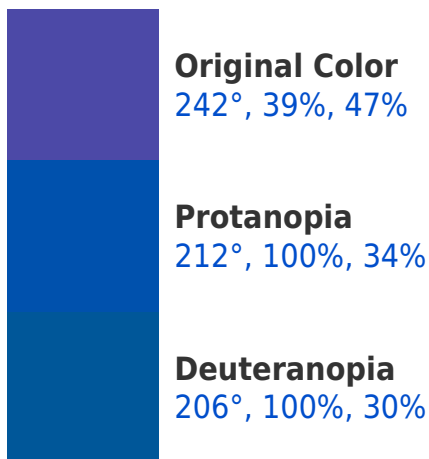 Original Color
242°, 39%, 47%
Protanopia
212°, 100%, 34%
Deuteranopia
206°, 100%, 30%